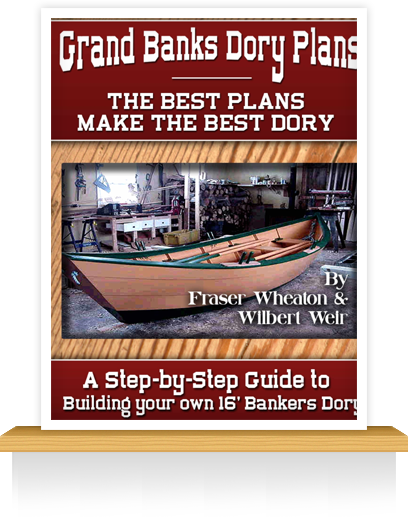 Grand Banks Dory Plans
THE BEST PLANS
MAKE THE BEST DORY
By
Fraser Wheaton &
Wilbert Weir
A Step-by-Step Guide to
Building your own 16' Bankers Dory